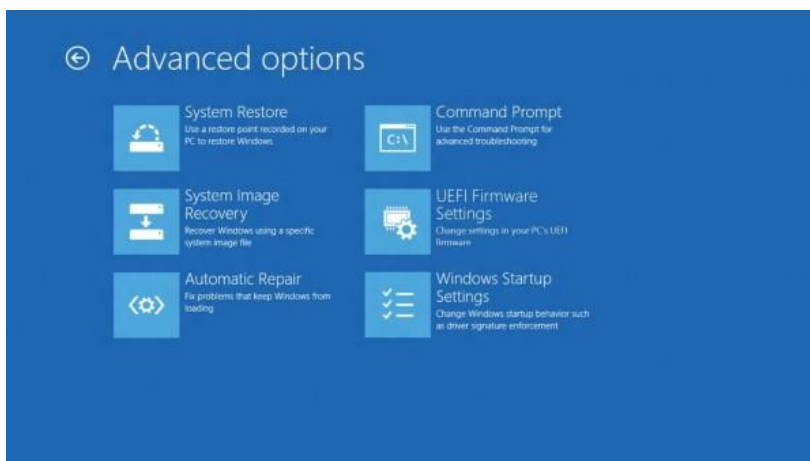 Advanced options
System Restore
Use a restore point recorded on your
PC to restore Windows
Command Prompt
Use the Command Prompt for
advanced troubleshooting
System Image
Recovery
Recover Windows using a specific
system image file
UEFI Firmware
Settings
Change settings in your PC's UEFI
firmware
Automatic Repair
Fix problems that keep Windows from
loading
Windows Startup
Settings
Change Windows startup behavior such
as driver signature enforcement
C:\